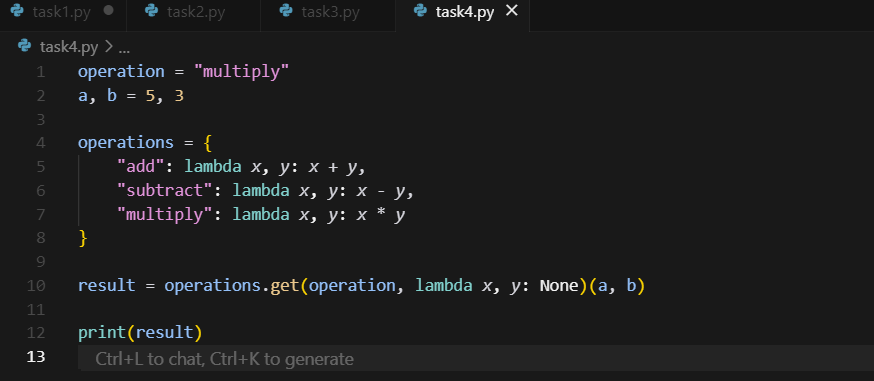 task1.py task2.py task3.py task4.py
task4.py > ...
1 operation = "multiply"
2 a, b = 5, 3
3
4 operations = {
5     "add": lambda x, y: x + y,
6     "subtract": lambda x, y: x - y,
7     "multiply": lambda x, y: x * y
8 }
9
10 result = operations.get(operation, lambda x, y: None)(a, b)
11
12 print(result)
13 Ctrl+L to chat, Ctrl+K to generate